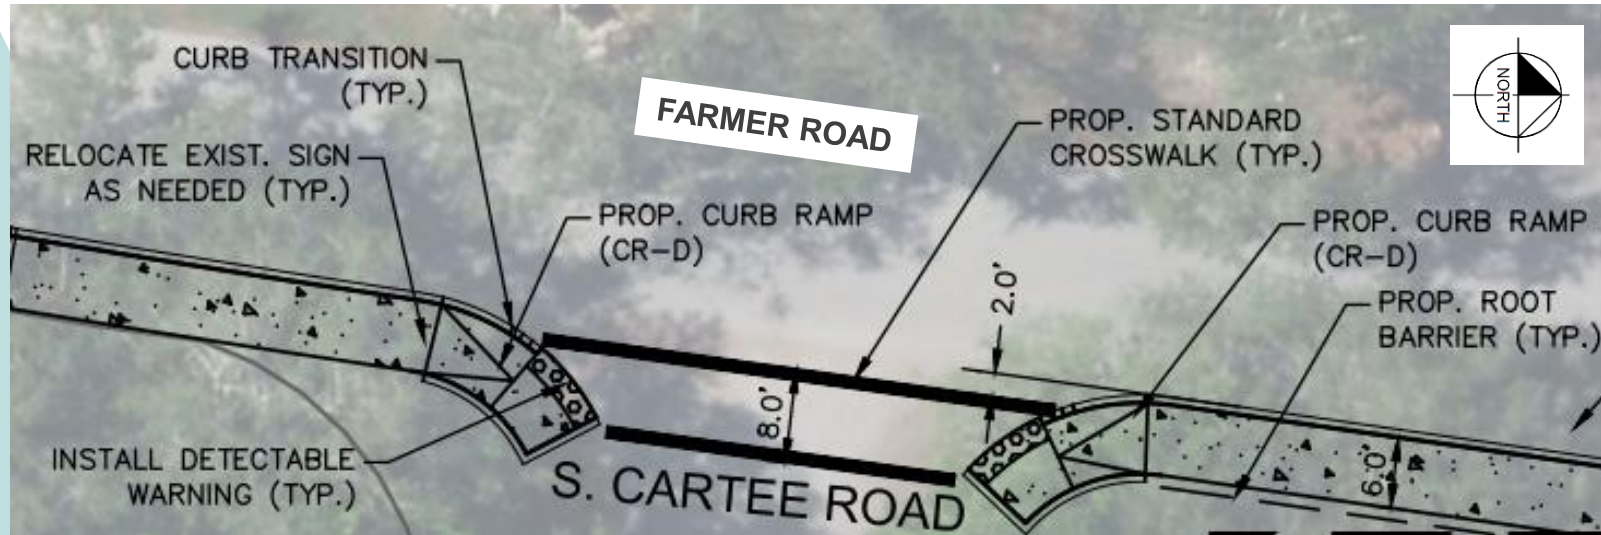 CURB TRANSITION
(TYP.)
FARMER ROAD
NORTH
PROP. STANDARD
CROSSWALK (TYP.)
RELOCATE EXIST. SIGN
AS NEEDED (TYP.)
PROP. CURB RAMP
(CR-D)
PROP. CURB RAMP
(CR-D)
2.0'
PROP. ROOT
BARRIER (TYP.)
8.0'
INSTALL DETECTABLE
WARNING (TYP.)
S. CARTEE ROAD
6.0'